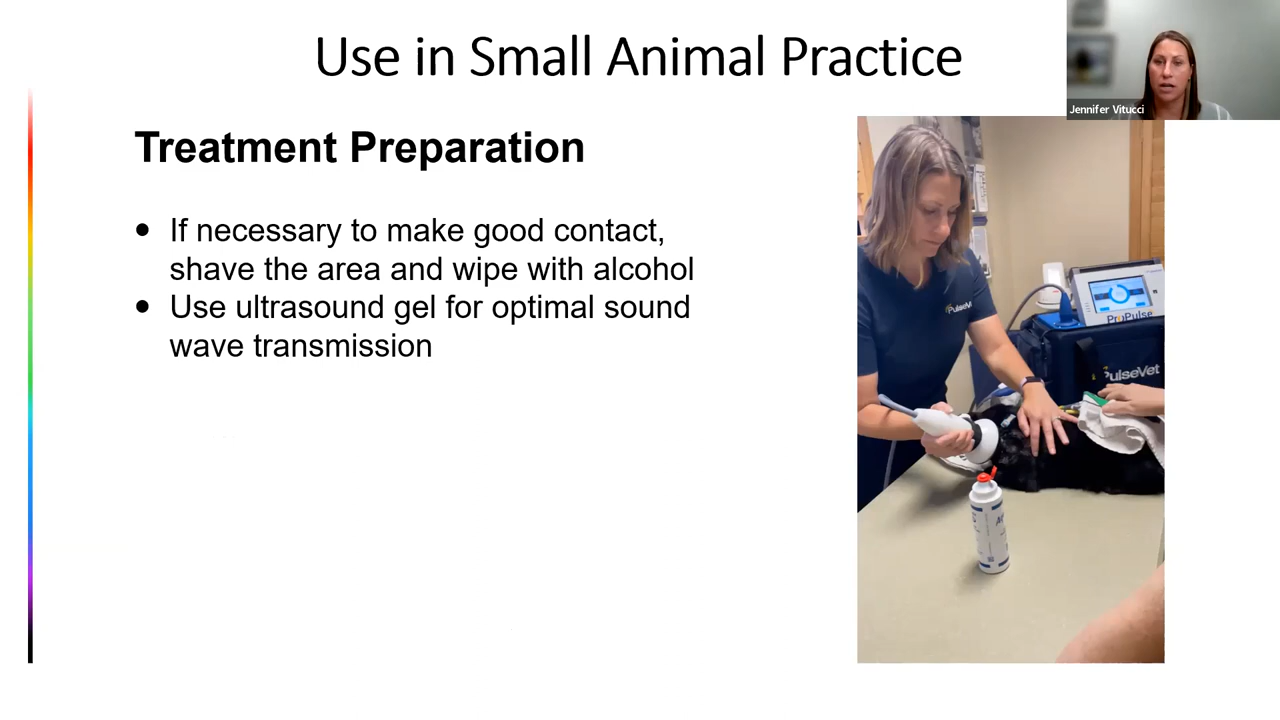 Use in Small Animal Practice
Jennifer Vitucci
Treatment Preparation
• If necessary to make good contact,
shave the area and wipe with alcohol
• Use ultrasound gel for optimal sound
wave transmission
PulseVet
ProPulse
PulseVet